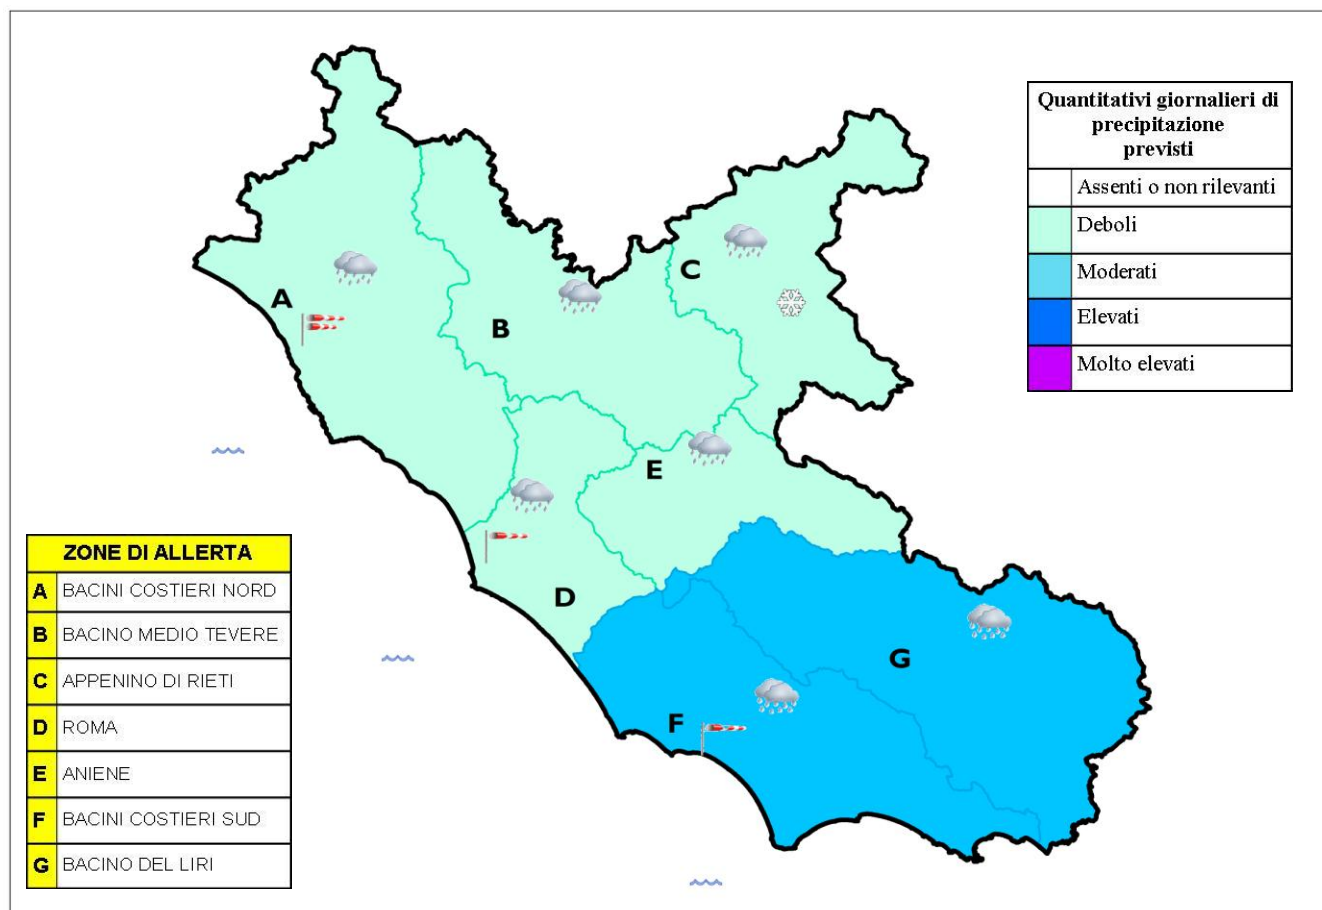 Quantitativi giornalieri di
precipitazione
previsti
Assenti o non rilevanti
Deboli
Moderati
Elevati
Molto elevati
A
B
C
D
E
F
G
ZONE DI ALLERTA
A BACINI COSTIERI NORD
B BACINO MEDIO TEVERE
C APPENINO DI RIETI
D ROMA
E ANIENE
F BACINI COSTIERI SUD
G BACINO DEL LIRI